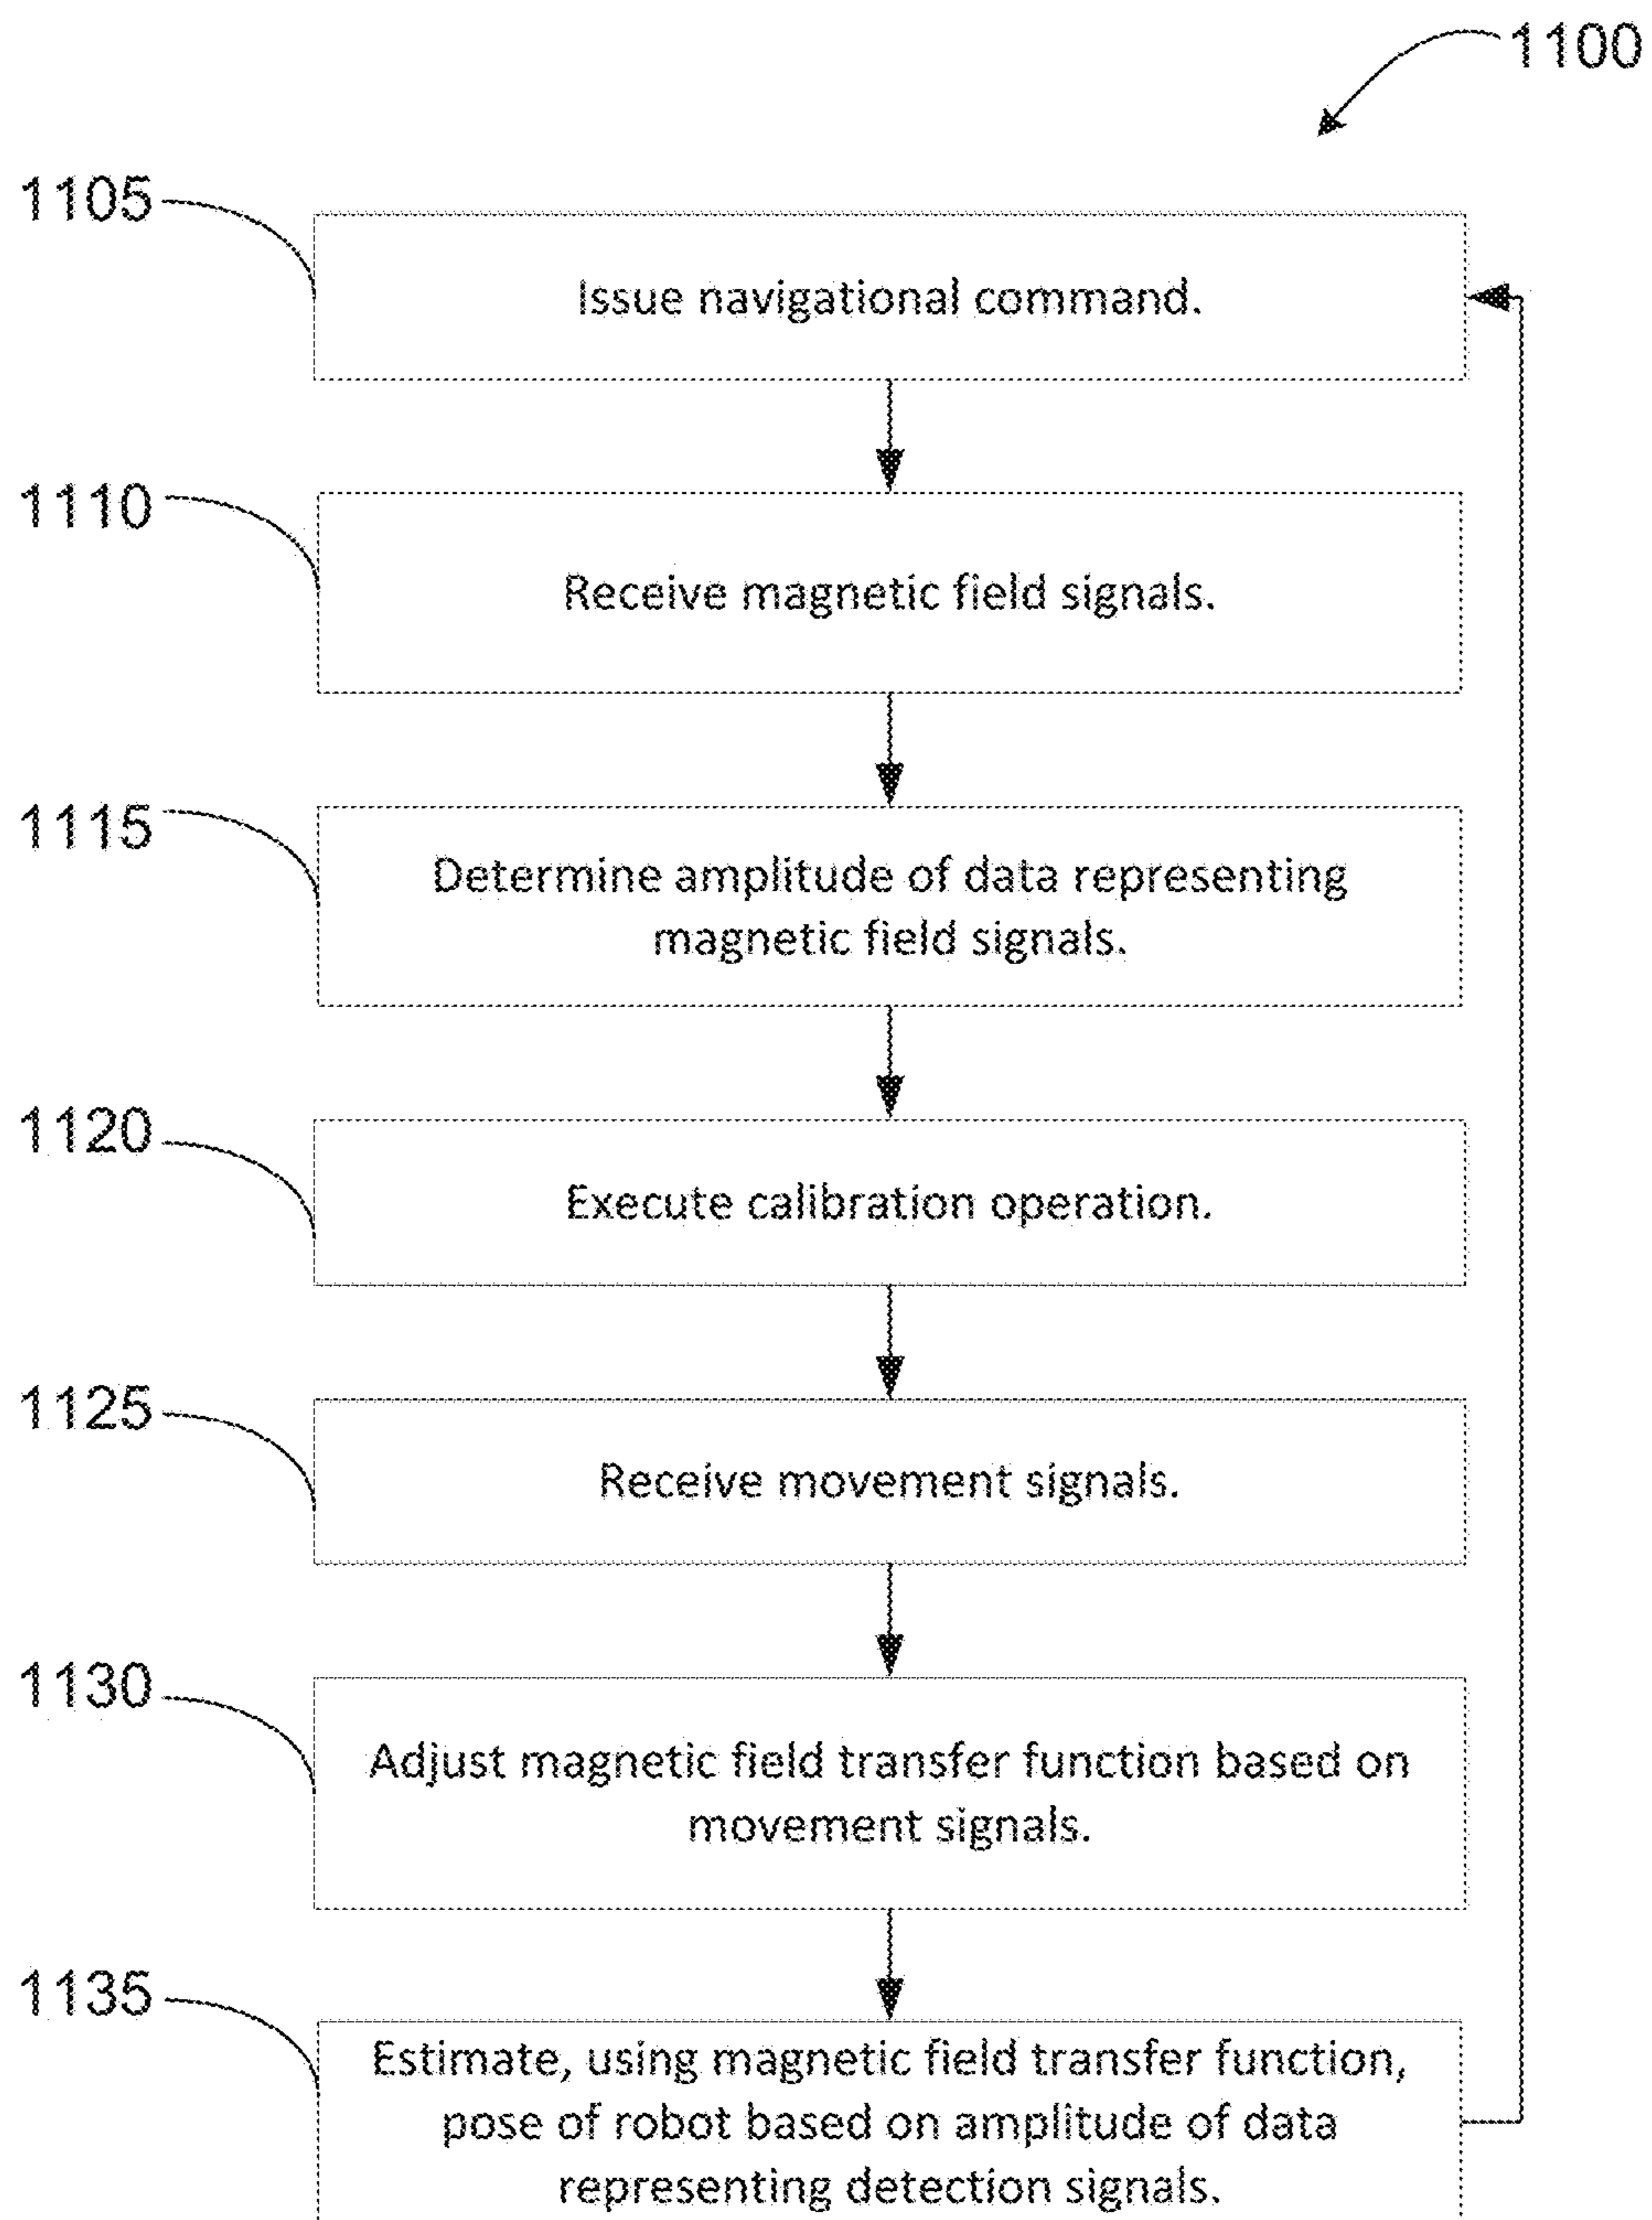 1100
1105
Issue navigational command.
1110
Receive magnetic field signals.
1115
Determine amplitude of data representing
magnetic field signals.
1120
Execute calibration operation.
1125
Receive movement signals.
1130
Adjust magnetic field transfer function based on
movement signals.
1135
Estimate, using magnetic field transfer function,
pose of robot based on amplitude of data
representing detection signals.